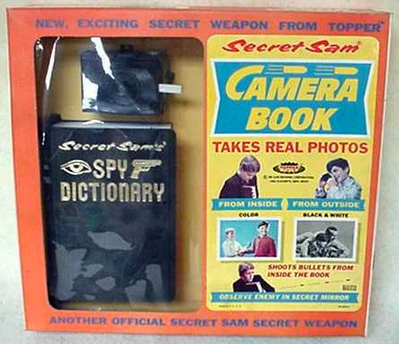 NEW, EXCITING SECRET WEAPON FROM TOPPER
Secret Sam's
SPY
DICTIONARY
Secret Sam
CAMERA
BOOK
TAKES REAL PHOTOS
FROM INSIDE
FROM OUTSIDE
COLOR
BLACK & WHITE
SHOOTS BULLETS FROM
INSIDE THE BOOK
OBSERVE ENEMY IN SECRET MIRROR
ANOTHER OFFICIAL SECRET SAM SECRET WEAPON